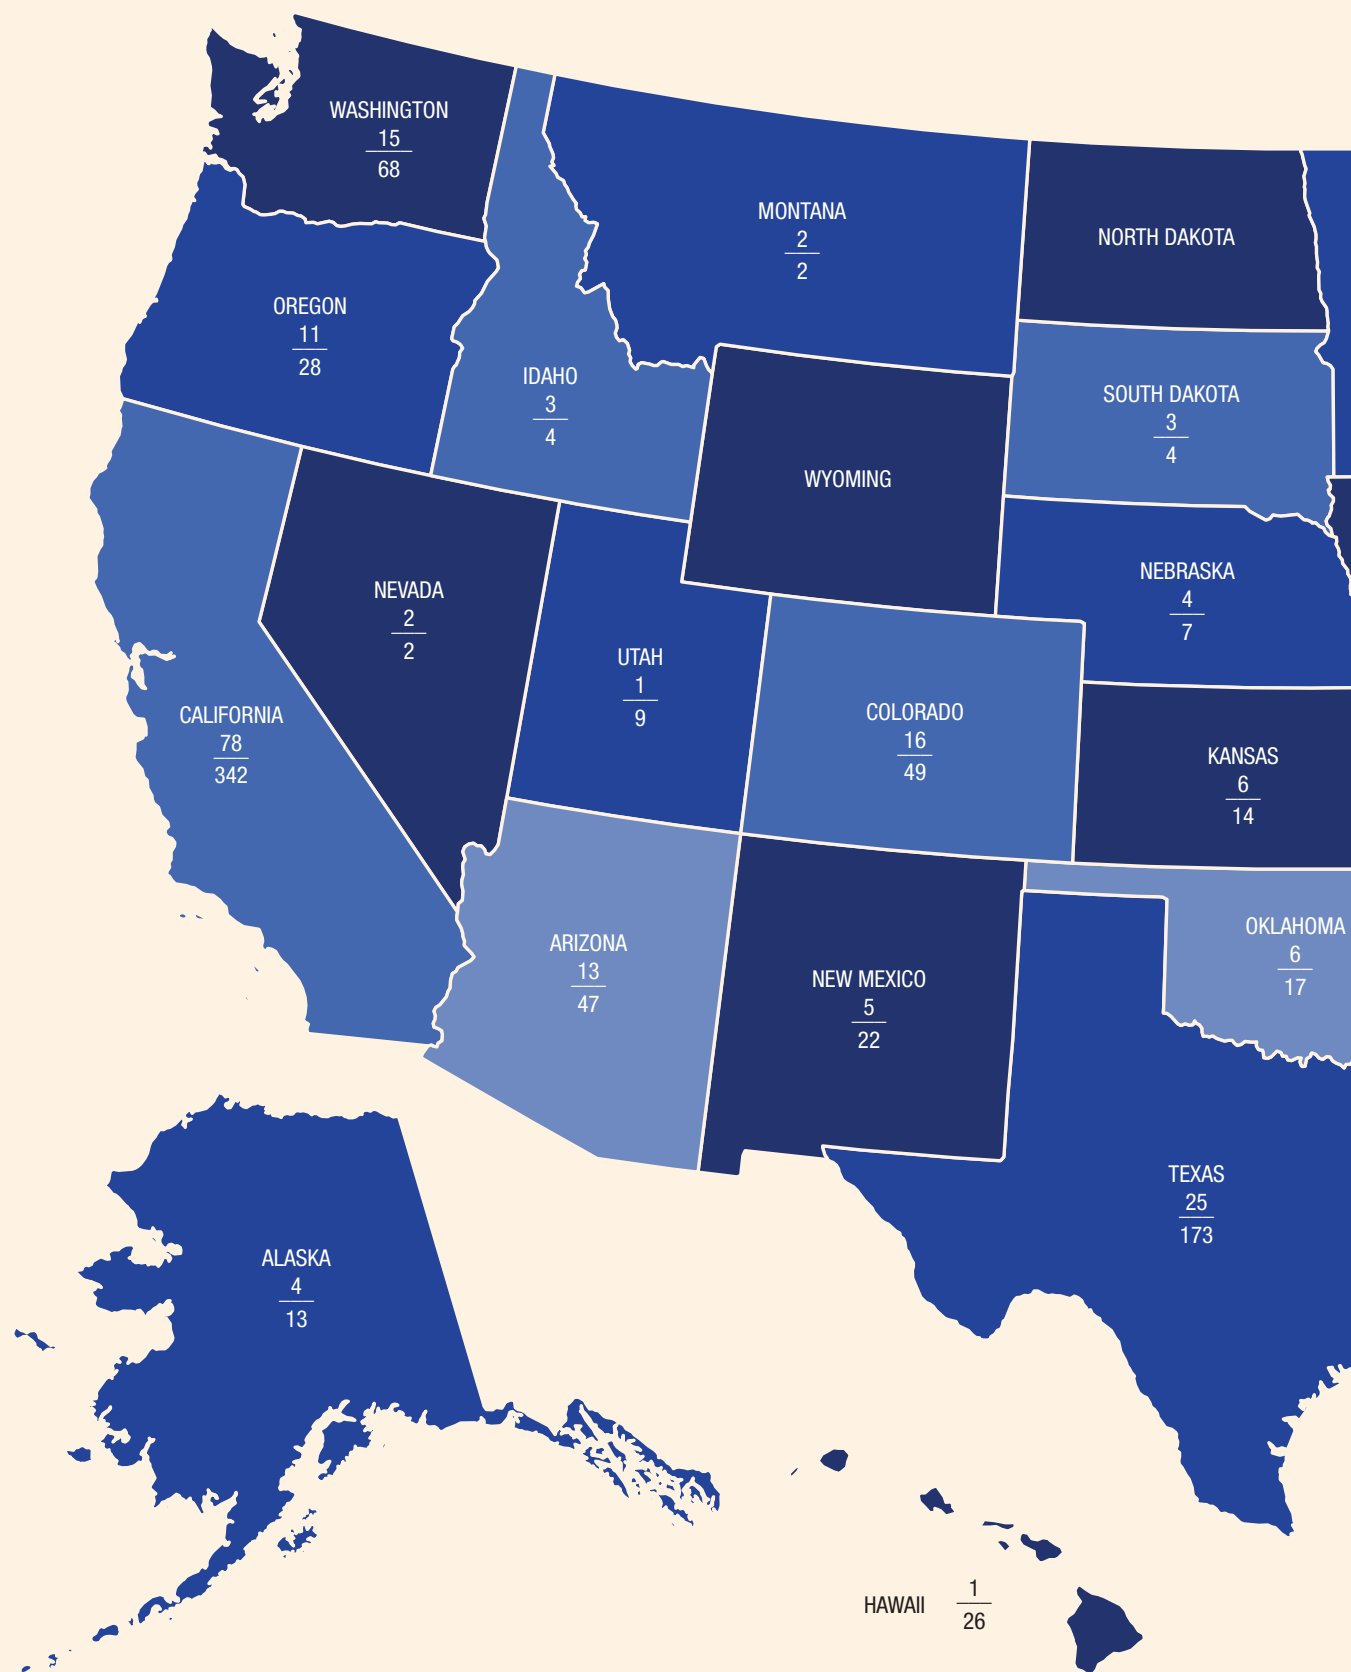 WASHINGTON
15
68
MONTANA
2
2
NORTH DAKOTA
OREGON
11
28
IDAHO
3
4
SOUTH DAKOTA
3
4
WYOMING
NEBRASKA
4
7
NEVADA
2
2
UTAH
1
9
CALIFORNIA
78
342
COLORADO
16
49
KANSAS
6
14
ARIZONA
13
47
NEW MEXICO
5
22
OKLAHOMA
6
17
TEXAS
25
173
ALASKA
4
13
HAWAII
1
26